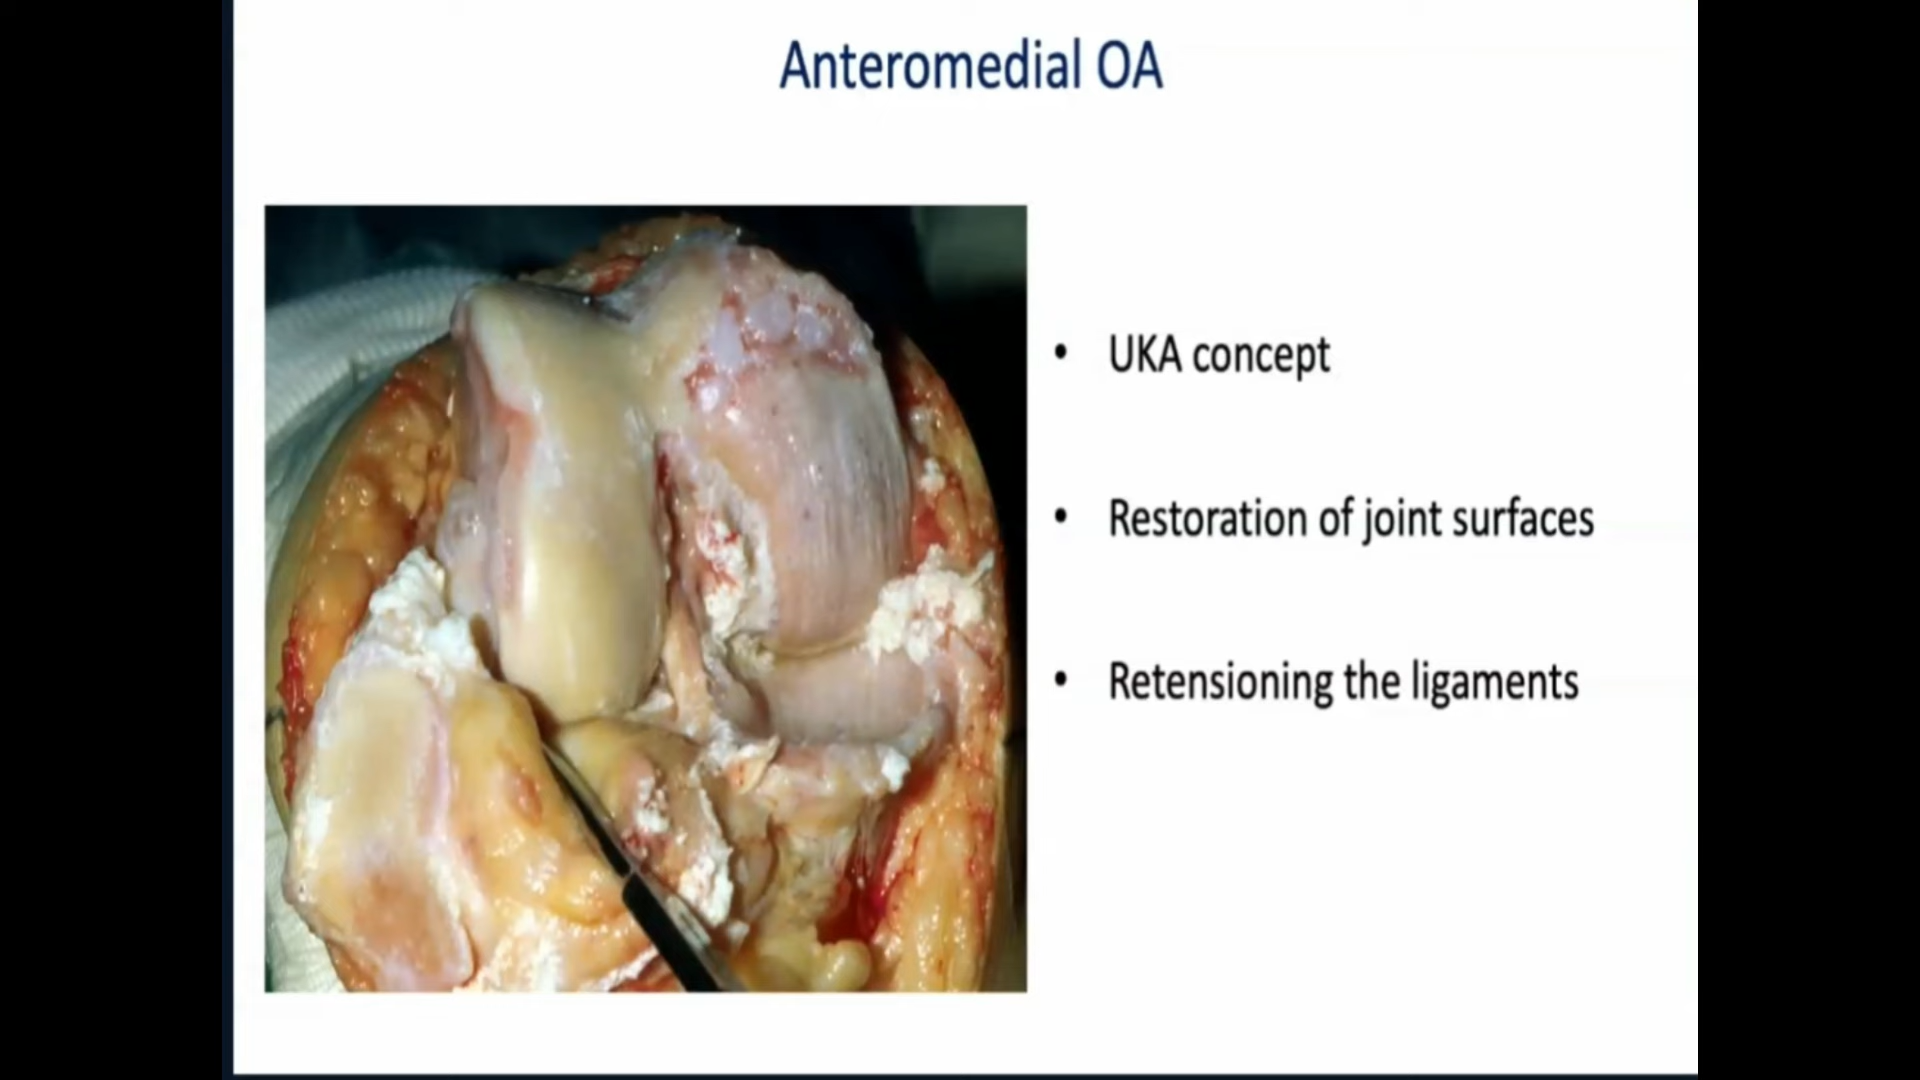 Anteromedial OA
• UKA concept
• Restoration of joint surfaces
• Retensioning the ligaments